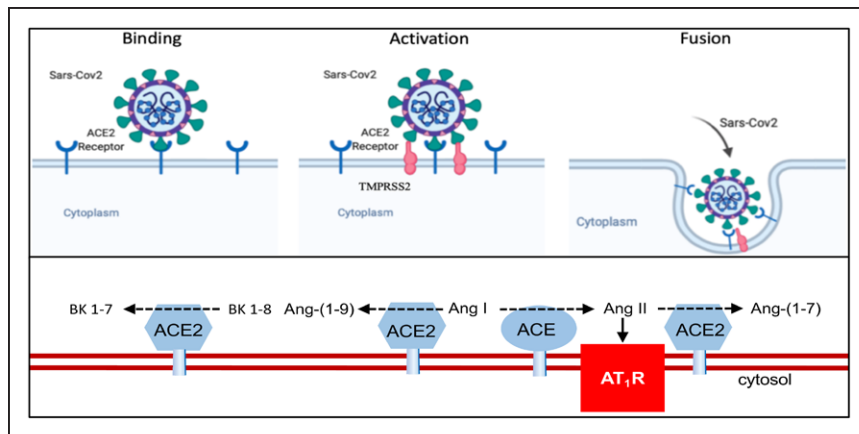 Binding
Activation
Fusion
Sars-Cov2
ACE2
Receptor
Cytoplasm
Sars-Cov2
ACE2
Receptor
TMPRSS2
Cytoplasm
Sars-Cov2
Cytoplasm
BK 1-7
BK 1-8
Ang-(1-9)
Ang I
Ang II
Ang-(1-7)
ACE2
ACE2
ACE
ACE2
AT₁R
cytosol